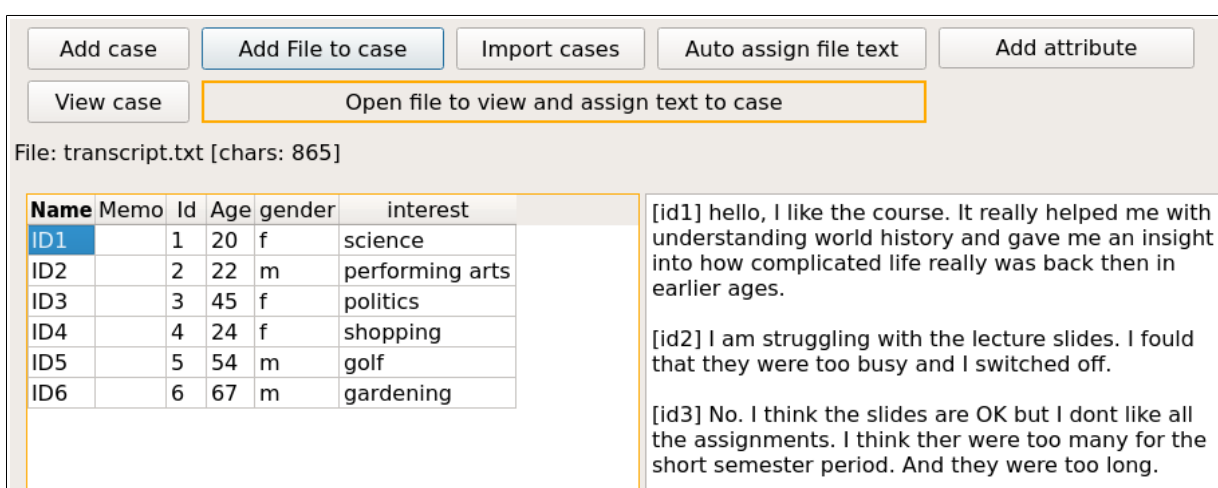 Add case Add File to case Import cases Auto assign file text Add attribute
View case Open file to view and assign text to case
File: transcript.txt [chars: 865]
Name Memo Id Age gender interest
ID1 1 20 f science
ID2 2 22 m performing arts
ID3 3 45 f politics
ID4 4 24 f shopping
ID5 5 54 m golf
ID6 6 67 m gardening
[id1] hello, I like the course. It really helped me with
understanding world history and gave me an insight
into how complicated life really was back then in
earlier ages.
[id2] I am struggling with the lecture slides. I fould
that they were too busy and I switched off.
[id3] No. I think the slides are OK but I dont like all
the assignments. I think ther were too many for the
short semester period. And they were too long.